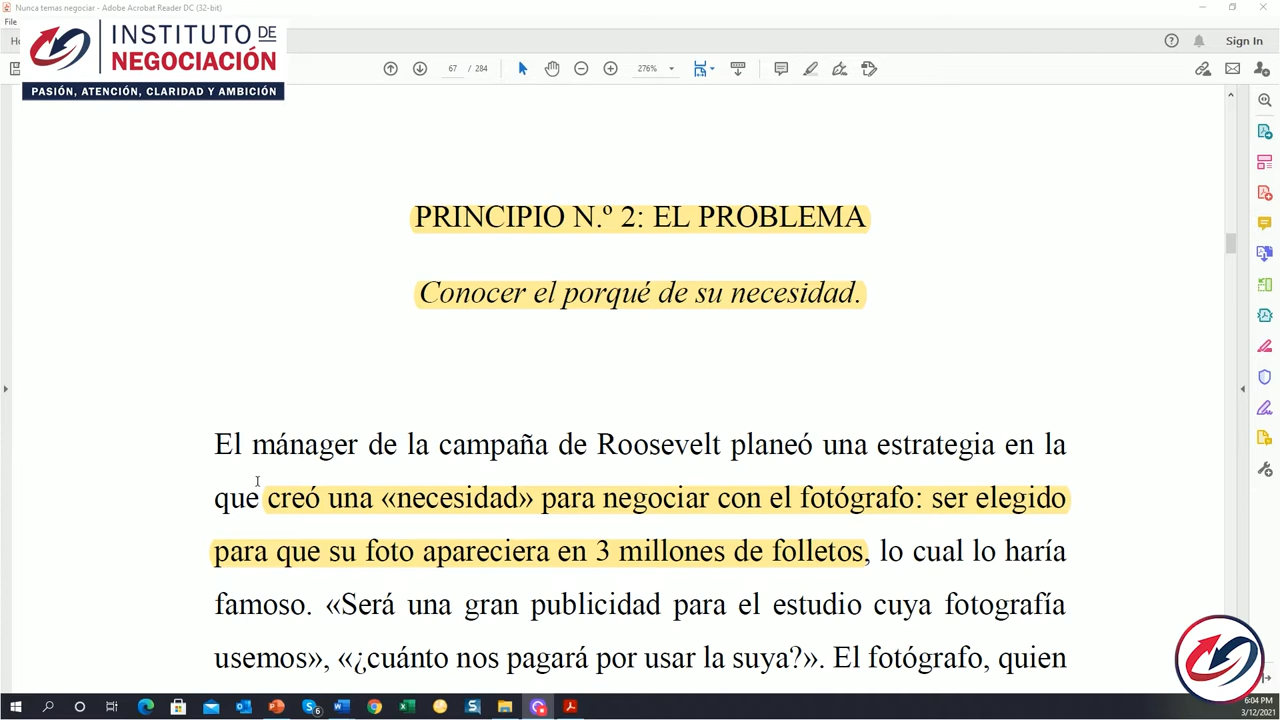 Nunca temas negociar - Adobe Acrobat Reader DC (32-bit)
File
INSTITUTO DE
NEGOCIACIÓN
PASIÓN, ATENCIÓN, CLARIDAD Y AMBICIÓN
67 / 284
276%
Sign In
PRINCIPIO N.º 2: EL PROBLEMA
Conocer el porqué de su necesidad.
El mánager de la campaña de Roosevelt planeó una estrategia en la
que creó una «necesidad» para negociar con el fotógrafo: ser elegido
para que su foto apareciera en 3 millones de folletos, lo cual lo haría
famoso. «Será una gran publicidad para el estudio cuya fotografía
usemos», «¿cuánto nos pagará por usar la suya?». El fotógrafo, quien
6:04 PM
3/12/2021